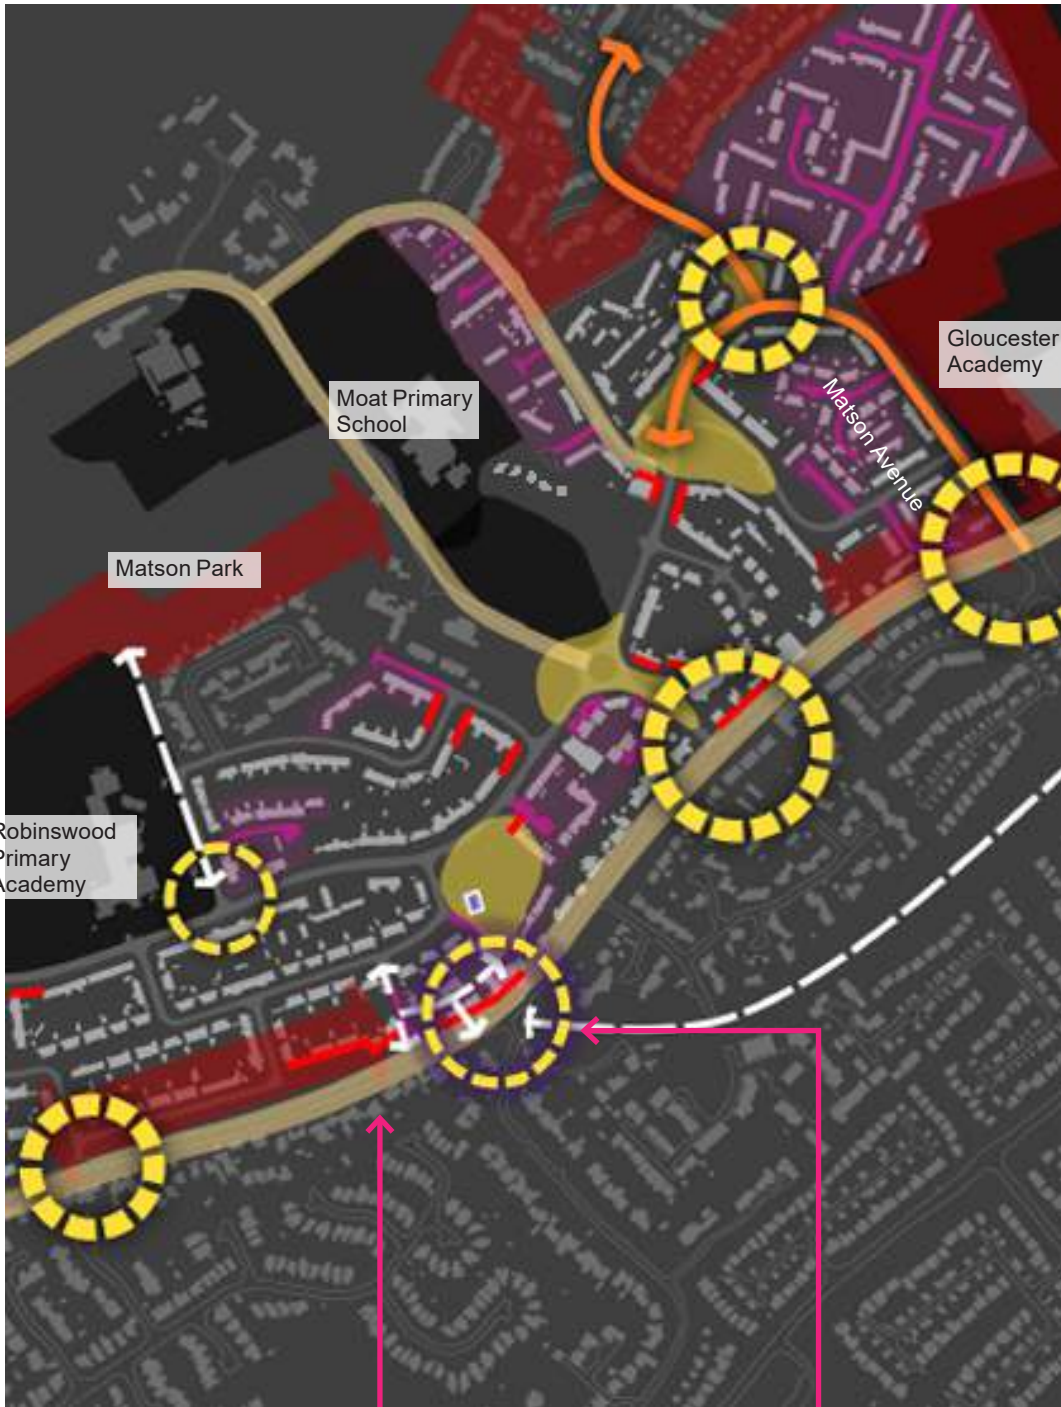 Gloucester
Academy
Moat Primary
School
Matson Avenue
Matson Park
Robinswood
Primary
Academy